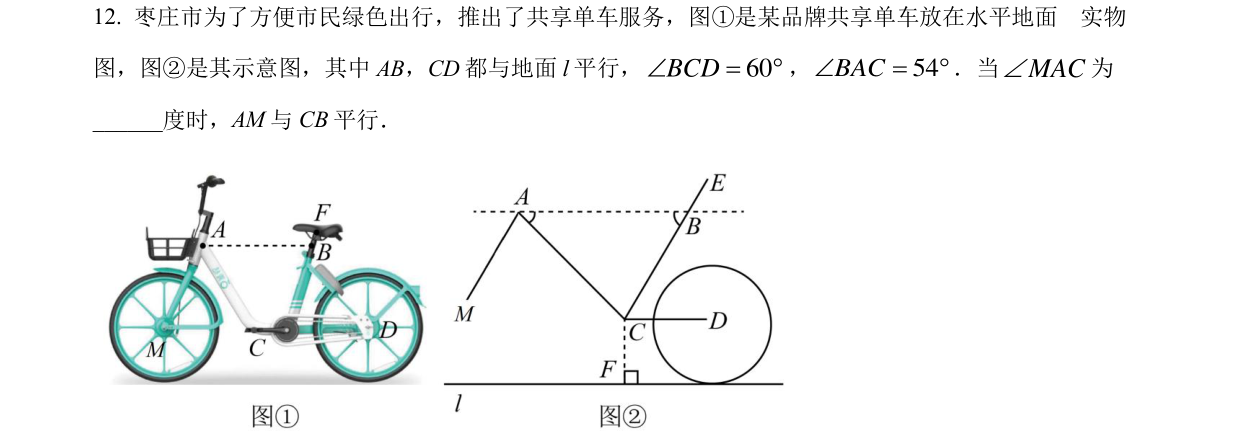 12. 枣庄市为了方便市民绿色出行，推出了共享单车服务，图①是某品牌共享单车放在水平地面 实物
图，图②是其示意图，其中 AB，CD 都与地面 l 平行，∠BCD = 60°，∠BAC = 54°．当∠MAC 为
______度时，AM 与 CB 平行．
A
F
B
M
C
D
图①
A
E
B
M
C
D
F
l
图②